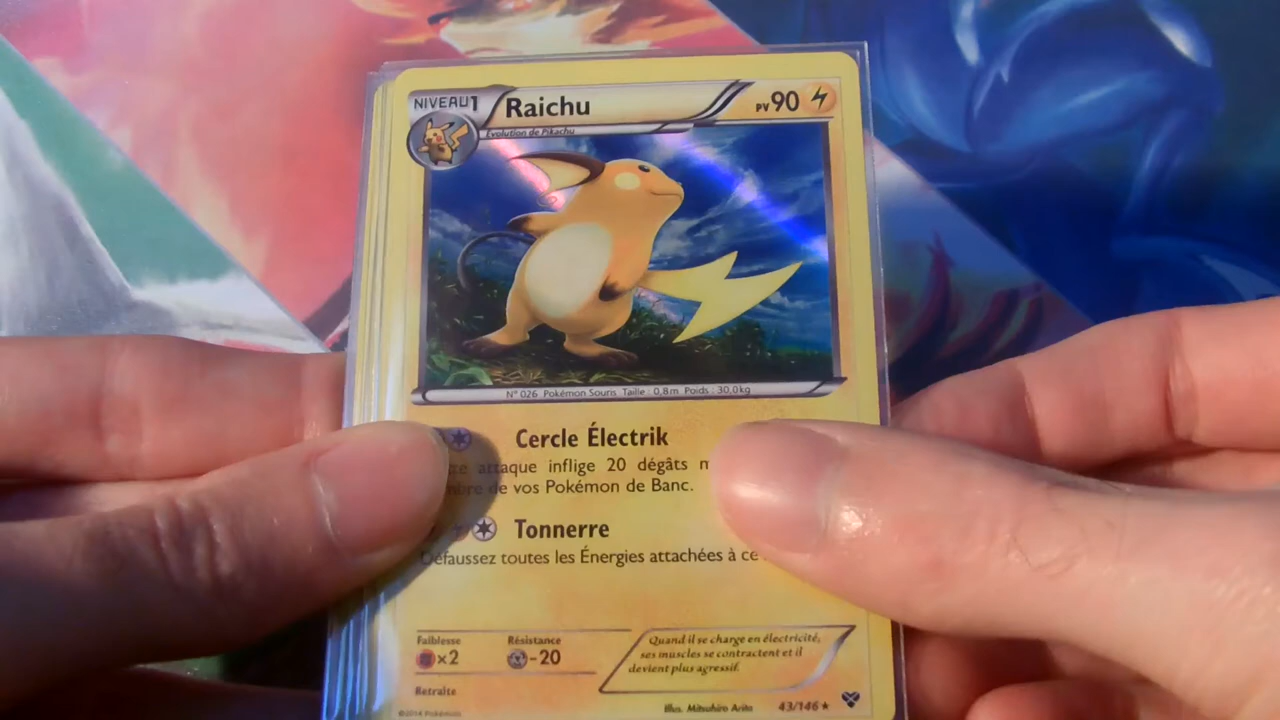 NIVEAU 1 Raichu PV 90
Évolution de Pikachu
N° 026 Pokémon Souris Taille : 0,8 m Poids : 30,0 kg
Cercle Électrik
attaque inflige 20 dégâts
de vos Pokémon de Banc.
Tonnerre
Défaussez toutes les Énergies attachées à ce
Faiblesse Résistance
×2 -20
Quand il se charge en électricité,
ses muscles se contractent et il
devient plus agressif.
Retraite
©2014 Pokémon
Illus. Mitsuhiro Arita 43/146